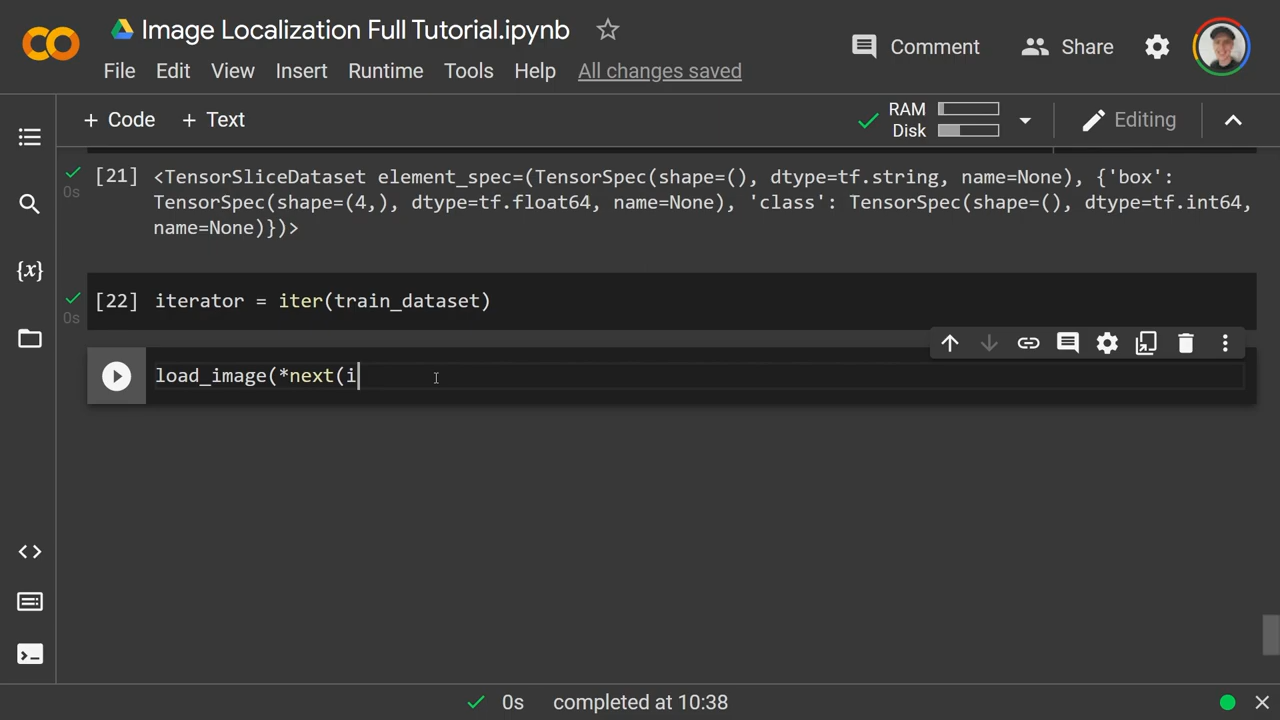 Image Localization Full Tutorial.ipynb
Comment
Share
File Edit View Insert Runtime Tools Help All changes saved
+ Code + Text
RAM
Disk
Editing
[21] <TensorSliceDataset element_spec=(TensorSpec(shape=(), dtype=tf.string, name=None), {'box':
0s
TensorSpec(shape=(4,), dtype=tf.float64, name=None), 'class': TensorSpec(shape=(), dtype=tf.int64,
name=None)})>
{x}
[22] iterator = iter(train_dataset)
0s
load_image(*next(i
0s completed at 10:38